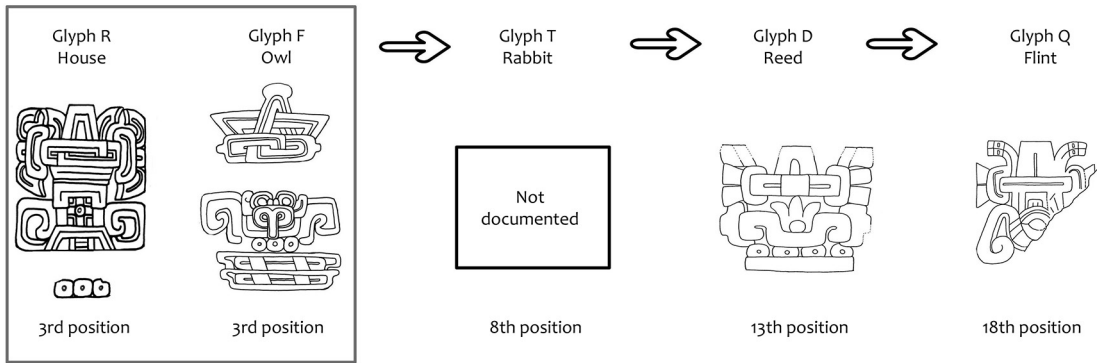 Glyph R
House
Glyph F
Owl
Glyph T
Rabbit
Glyph D
Reed
Glyph Q
Flint
Not
documented
3rd position
3rd position
8th position
13th position
18th position